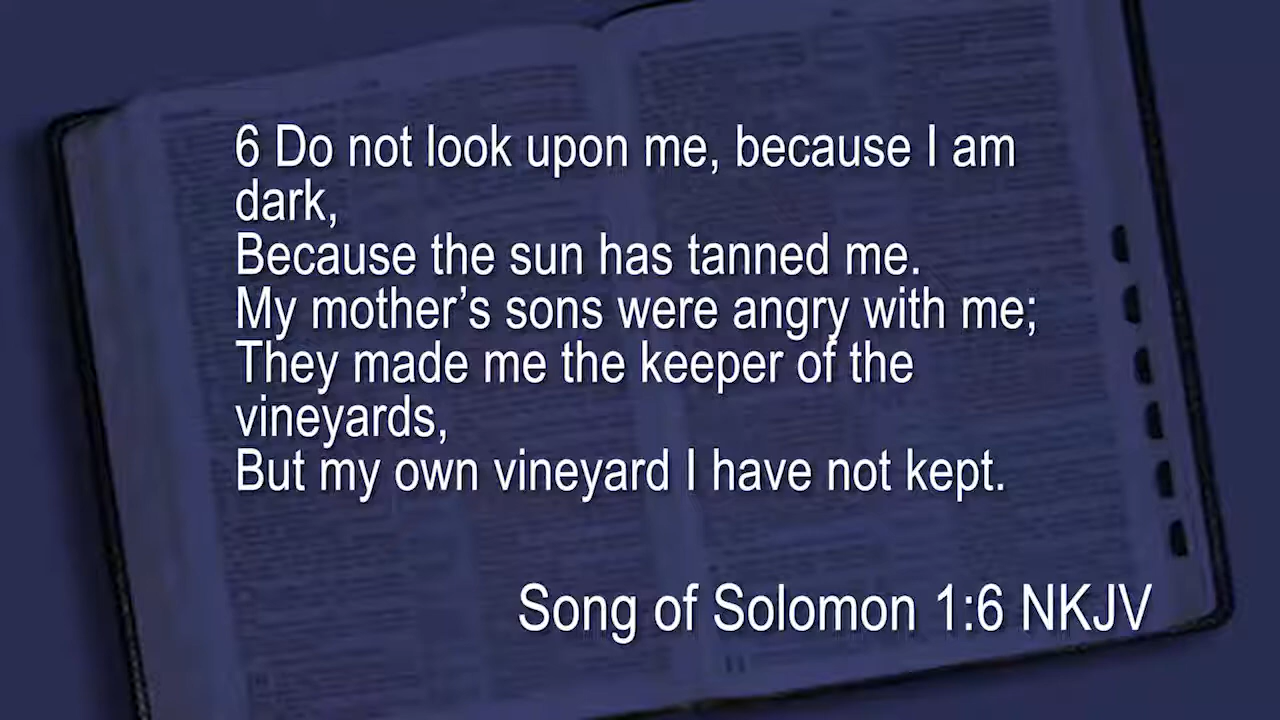 6 Do not look upon me, because I am
dark,
Because the sun has tanned me.
My mother’s sons were angry with me;
They made me the keeper of the
vineyards,
But my own vineyard I have not kept.
Song of Solomon 1:6 NKJV